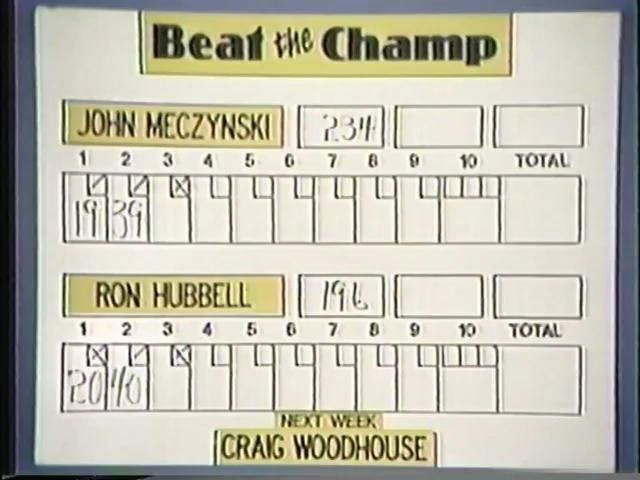 Beat the Champ
JOHN MECZYNSKI 234
1 2 3 4 5 6 7 8 9 10 TOTAL
19 39
RON HUBBELL 196
1 2 3 4 5 6 7 8 9 10 TOTAL
20 40
NEXT WEEK
CRAIG WOODHOUSE